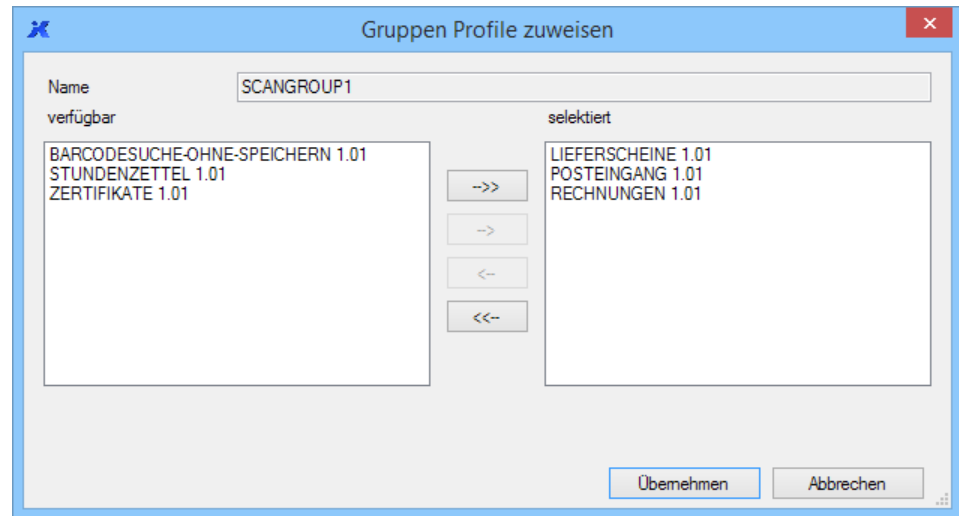 Gruppen Profile zuweisen
Name
SCANGROUP1
verfügbar
selektiert
BARCODESUCHE-OHNE-SPEICHERN 1.01
STUNDENZETTEL 1.01
ZERTIFIKATE 1.01
-->>
-->
<--
<<--
LIEFERSCHEINE 1.01
POSTEINGANG 1.01
RECHNUNGEN 1.01
Übernehmen
Abbrechen